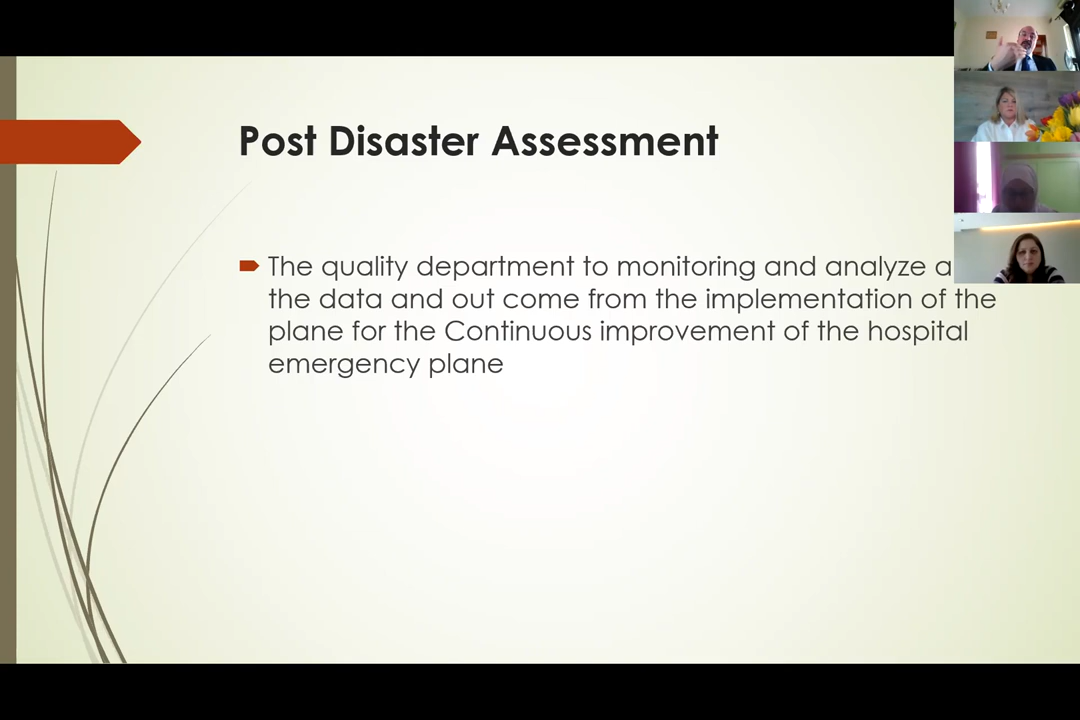 Post Disaster Assessment
The quality department to monitoring and analyze
the data and out come from the implementation of the
plane for the Continuous improvement of the hospital
emergency plane